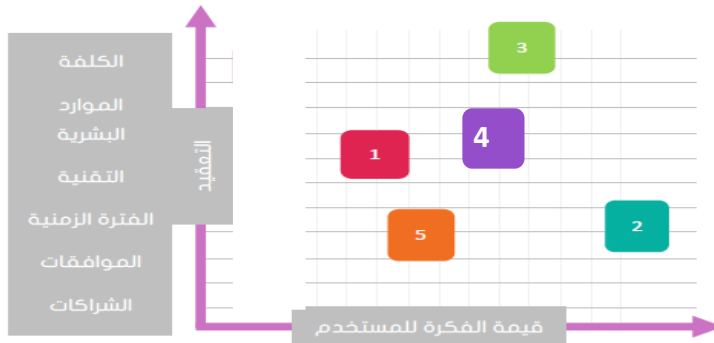 الكلفة
الموارد
البشرية
التقنية
الفترة الزمنية
الموافقات
الشراكات
التعقيد
3
4
1
2
5
قيمة الفكرة للمستخدم